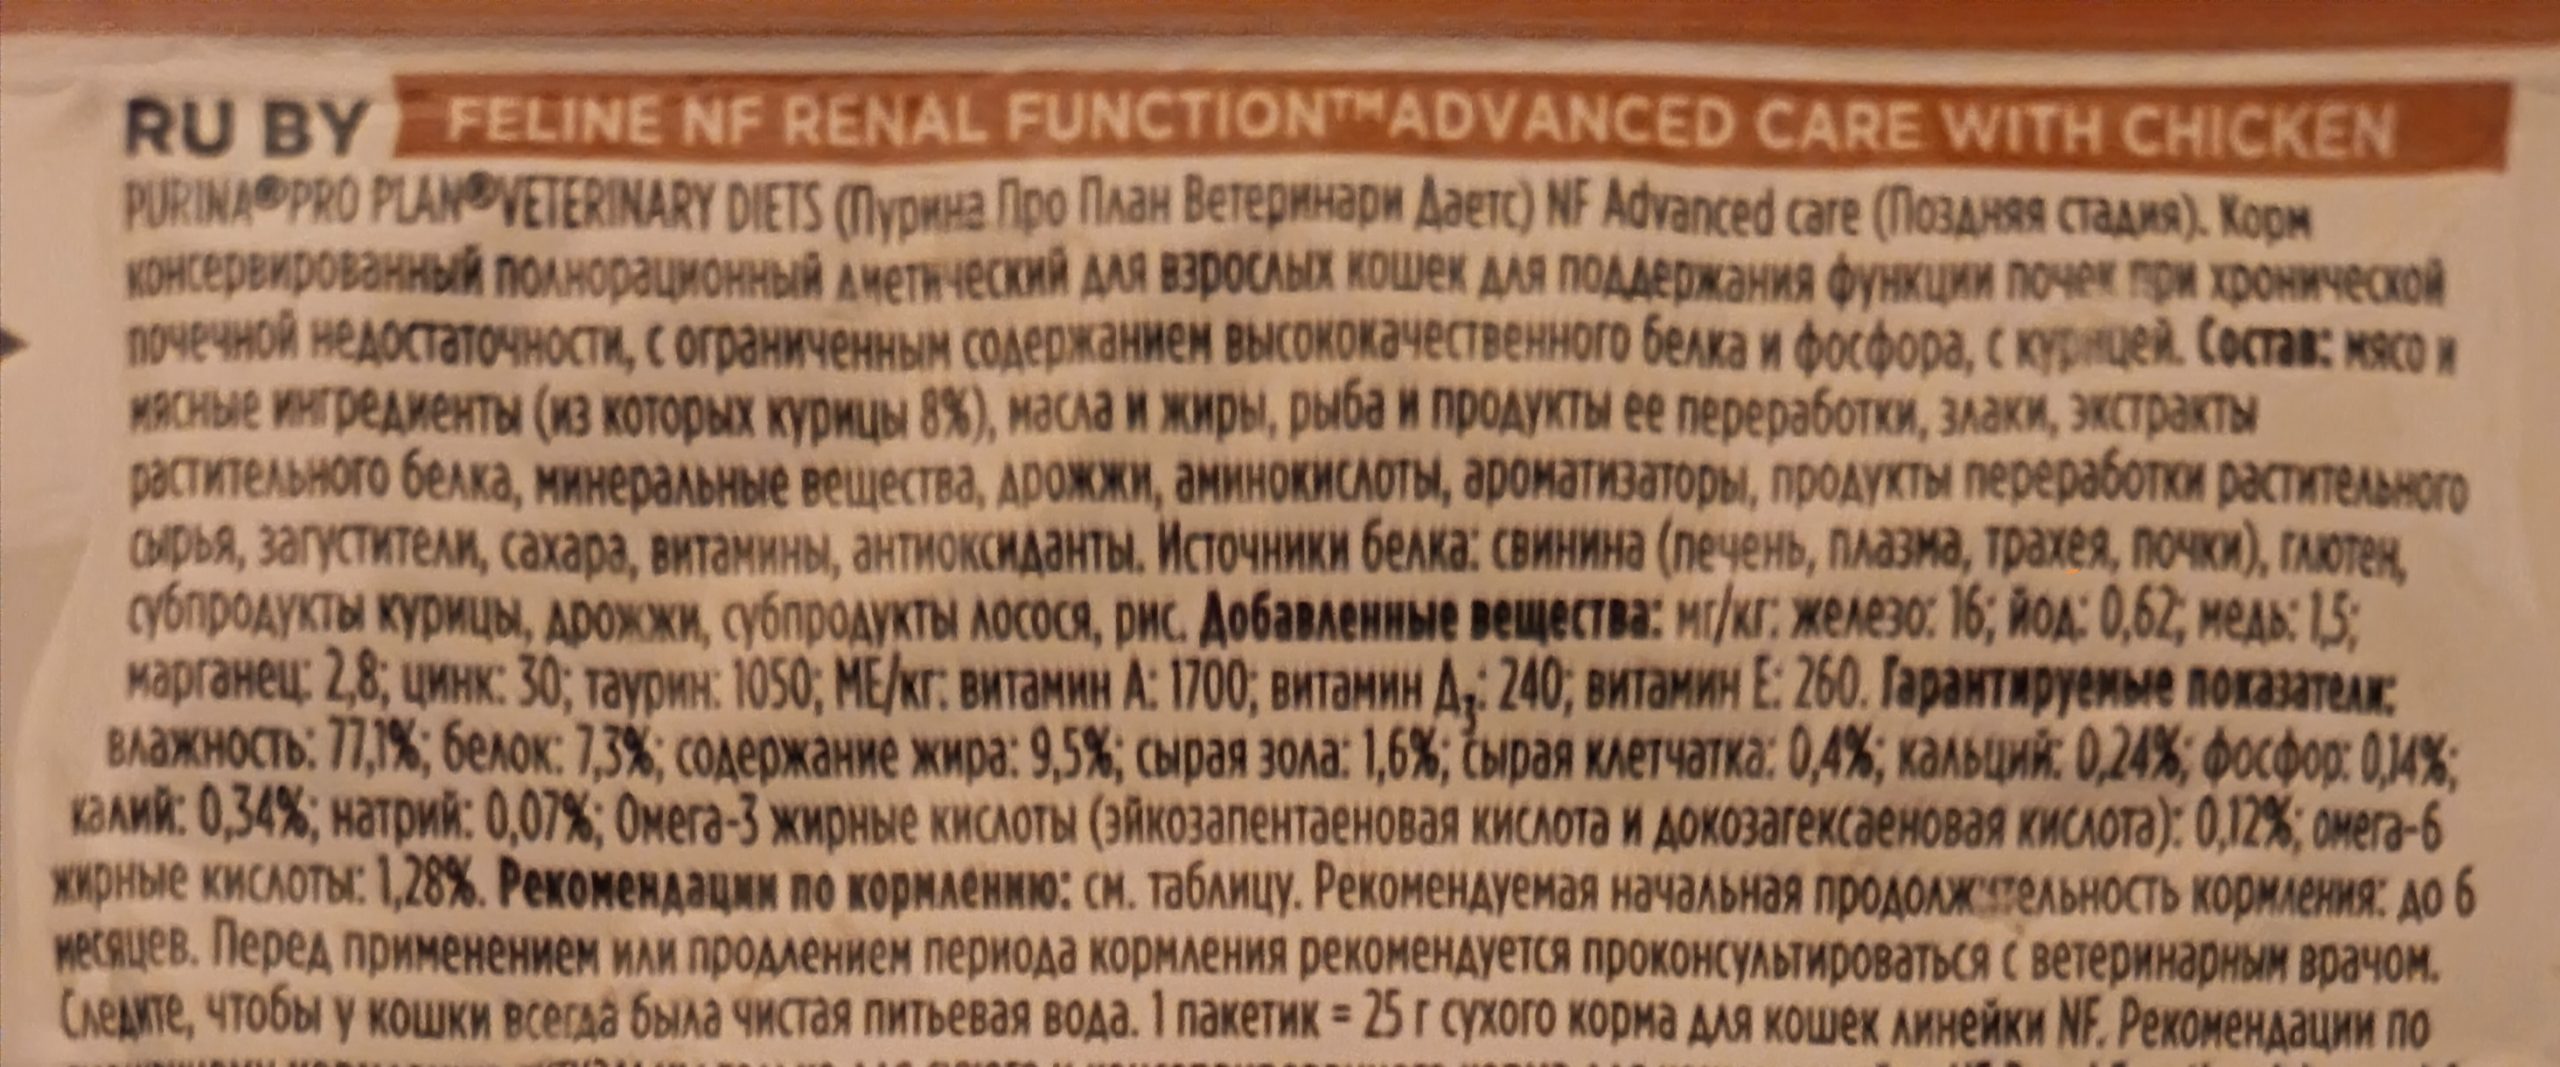 RU BY FELINE NF RENAL FUNCTION™ ADVANCED CARE WITH CHICKEN
PURINA® PRO PLAN® VETERINARY DIETS (Пурина Про План Ветеринари Даетс) NF Advanced care (Поздняя стадия). Корм
консервированный полнорационный диетический для взрослых кошек для поддержания функции почек при хронической
почечной недостаточности, с ограниченным содержанием высококачественного белка и фосфора, с курицей. Состав: мясо и
мясные ингредиенты (из которых курицы 8%), масла и жиры, рыба и продукты ее переработки, злаки, экстракты
растительного белка, минеральные вещества, дрожжи, аминокислоты, ароматизаторы, продукты переработки растительного
сырья, загустители, сахара, витамины, антиоксиданты. Источники белка: свинина (печень, плазма, трахея, почки), глютен,
субпродукты курицы, дрожжи, субпродукты лосося, рис. Добавленные вещества: мг/кг: железо: 16; йод: 0,62; медь: 1,5;
марганец: 2,8; цинк: 30; таурин: 1050; МЕ/кг: витамин А: 1700; витамин Д₃: 240; витамин Е: 260. Гарантируемые показатели:
влажность: 77,1%; белок: 7,3%; содержание жира: 9,5%; сырая зола: 1,6%; сырая клетчатка: 0,4%; кальций: 0,24%; фосфор: 0,14%;
калий: 0,34%; натрий: 0,07%; Омега-3 жирные кислоты (эйкозапентаеновая кислота и докозагексаеновая кислота): 0,12%; омега-6
жирные кислоты: 1,28%. Рекомендации по кормлению: см. таблицу. Рекомендуемая начальная продолжительность кормления: до 6
месяцев. Перед применением или продлением периода кормления рекомендуется проконсультироваться с ветеринарным врачом.
Следите, чтобы у кошки всегда была чистая питьевая вода. 1 пакетик = 25 г сухого корма для кошек линейки NF. Рекомендации по